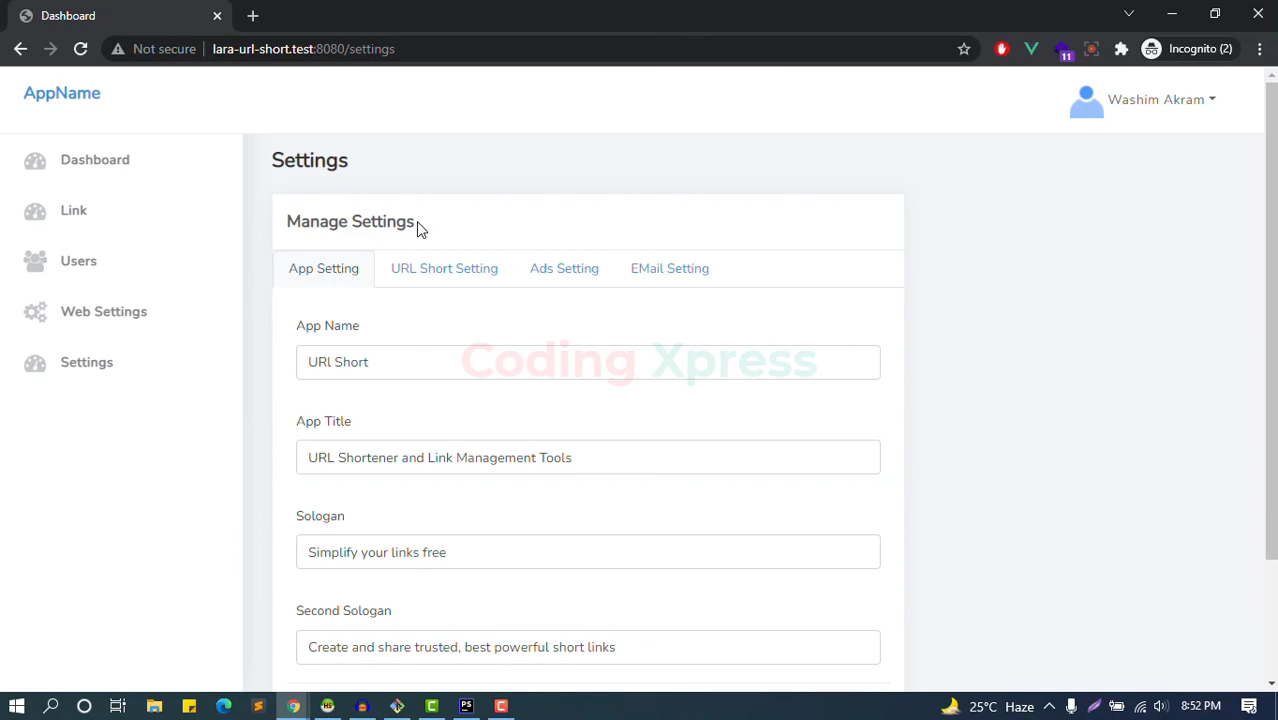 Dashboard
Not secure
lara-url-short.test:8080/settings
11
Incognito (2)
AppName
Washim Akram
Dashboard
Link
Users
Web Settings
Settings
Settings
Manage Settings
App Setting
URL Short Setting
Ads Setting
EMail Setting
App Name
URl Short
Coding Xpress
App Title
URL Shortener and Link Management Tools
Sologan
Simplify your links free
Second Sologan
Create and share trusted, best powerful short links
HS
PS
25°C Haze
8:52 PM